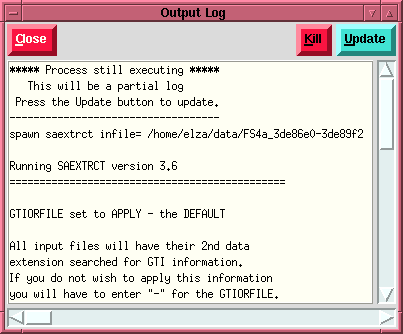 Output Log
Close Kill Update
***** Process still executing *****
This will be a partial log
Press the Update button to update.
-----------------------------------
spawn saextrct infile= /home/elza/data/FS4a_3de86e0-3de89f2
Running SAEXTRCT version 3.6
==============================================
GTIORFILE set to APPLY - the DEFAULT
All input files will have their 2nd data
extension searched for GTI information.
If you do not wish to apply this information
you will have to enter "-" for the GTIORFILE.